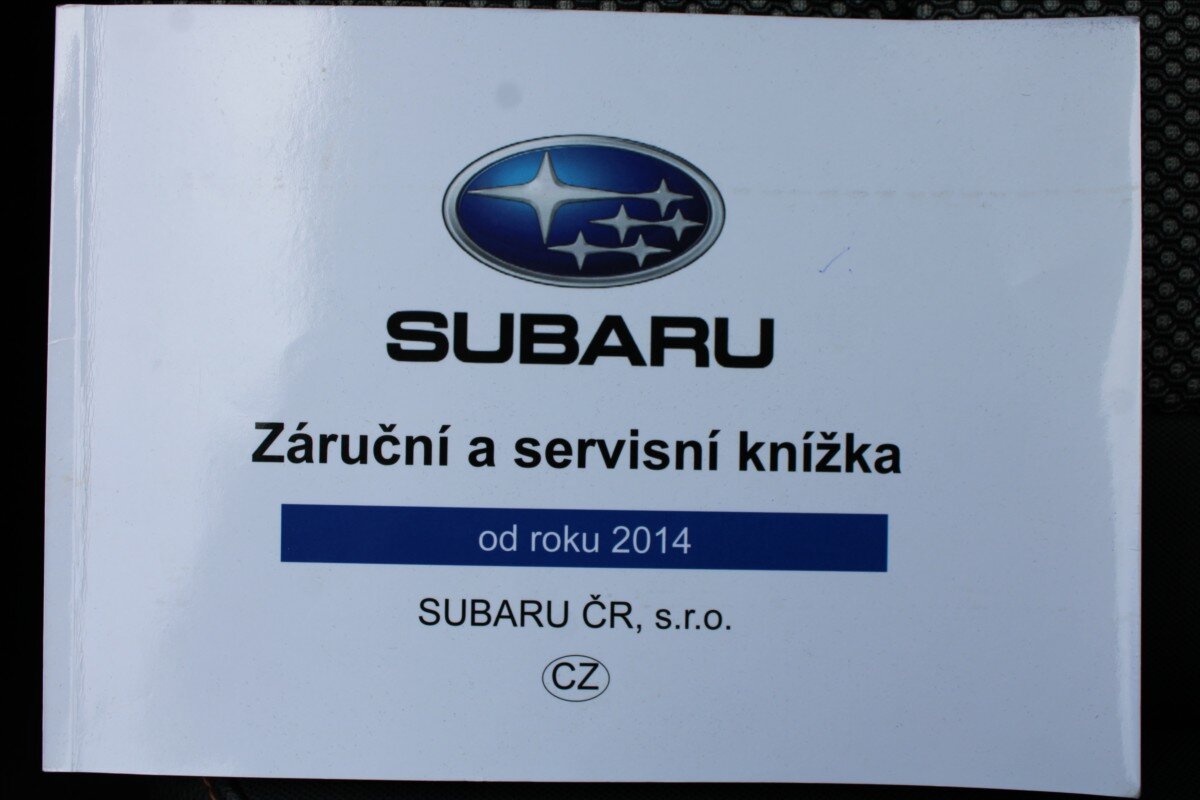 SUBARU
Záruční a servisní knížka
od roku 2014
SUBARU ČR, s.r.o.
CZ